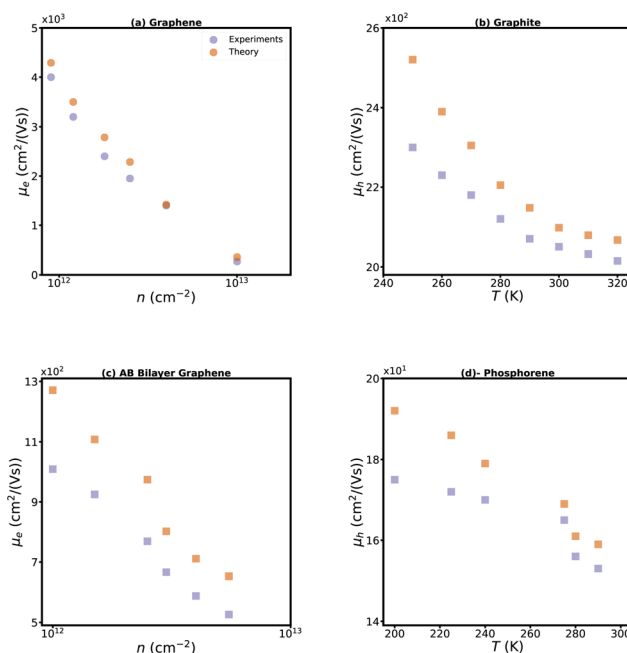 (a) Graphene
x10³
5
4
3
2
1
0
μₑ (cm²/(Vs))
Experiments
Theory
10¹²
10¹³
n (cm⁻²)
(b) Graphite
x10²
26
24
22
20
μₕ (cm²/(Vs))
240
260
280
300
320
T (K)
(c) AB Bilayer Graphene
x10²
13
11
9
7
5
μₑ (cm²/(Vs))
10¹²
10¹³
n (cm⁻²)
(d)- Phosphorene
x10¹
20
18
16
14
μₕ (cm²/(Vs))
200
220
240
260
280
300
T (K)